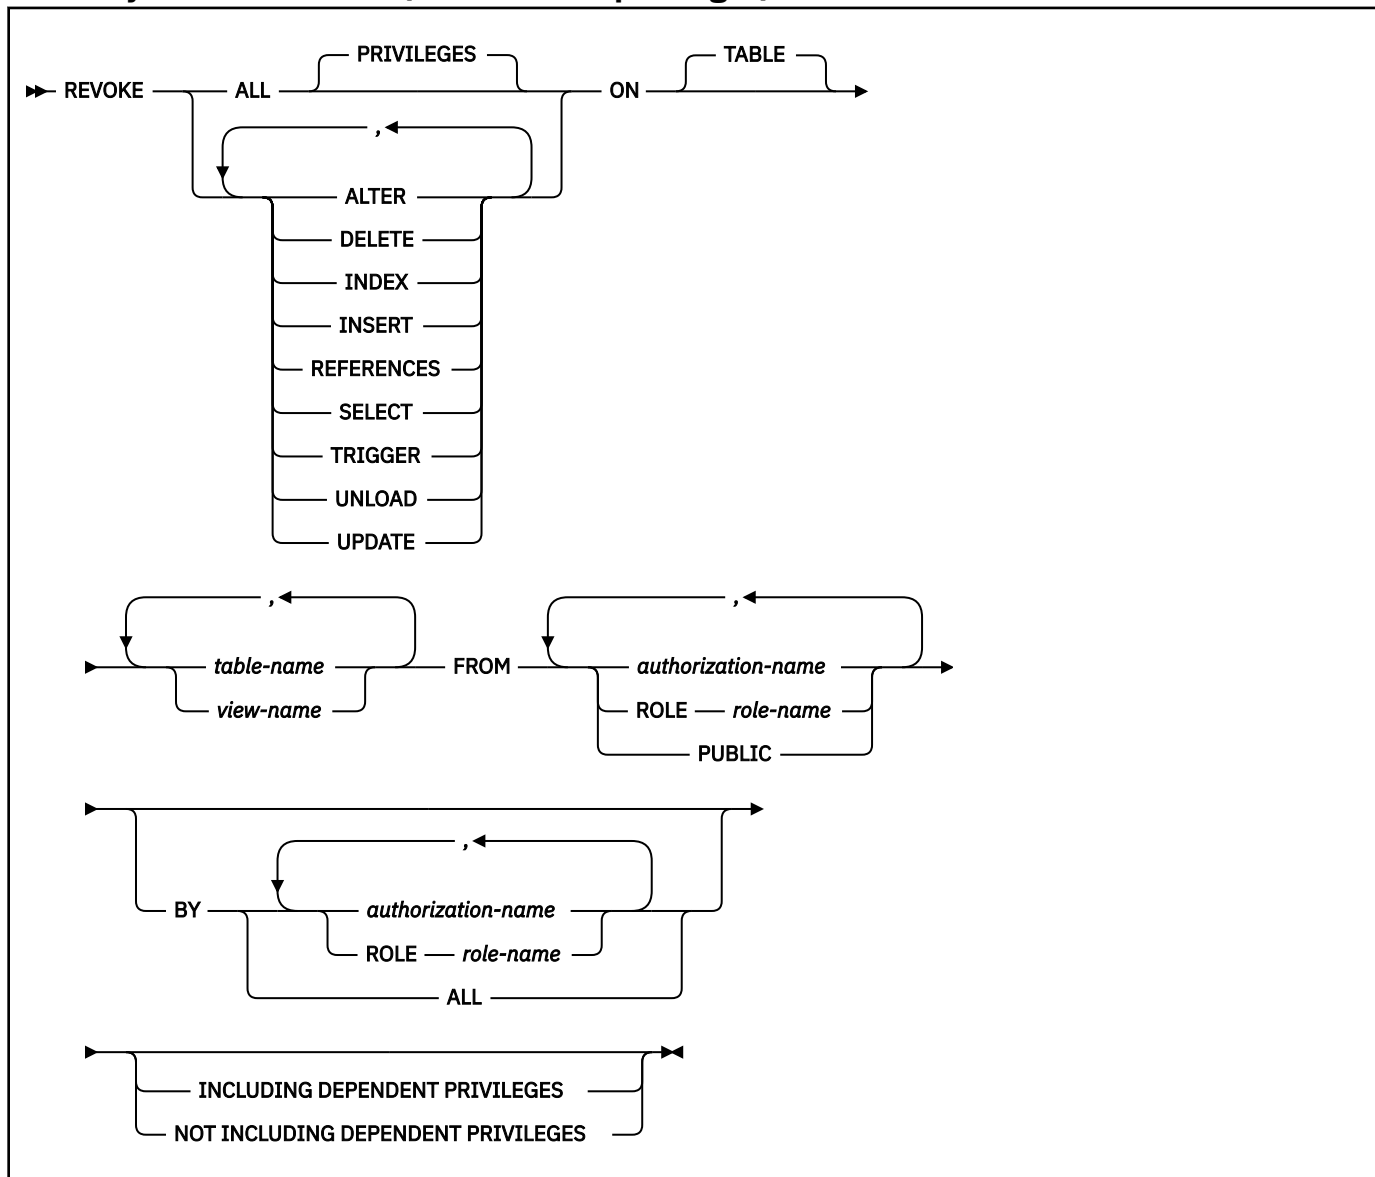 PRIVILEGES
TABLE
REVOKE ALL ON
,
ALTER
DELETE
INDEX
INSERT
REFERENCES
SELECT
TRIGGER
UNLOAD
UPDATE
, ,
table-name FROM authorization-name
view-name ROLE role-name
PUBLIC
,
BY authorization-name
ROLE role-name
ALL
INCLUDING DEPENDENT PRIVILEGES
NOT INCLUDING DEPENDENT PRIVILEGES